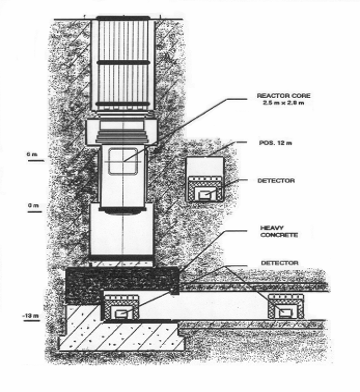 REACTOR CORE
2.5 m x 2.8 m
POS. 12 m
6 m
DETECTOR
0 m
HEAVY
CONCRETE
DETECTOR
-13 m